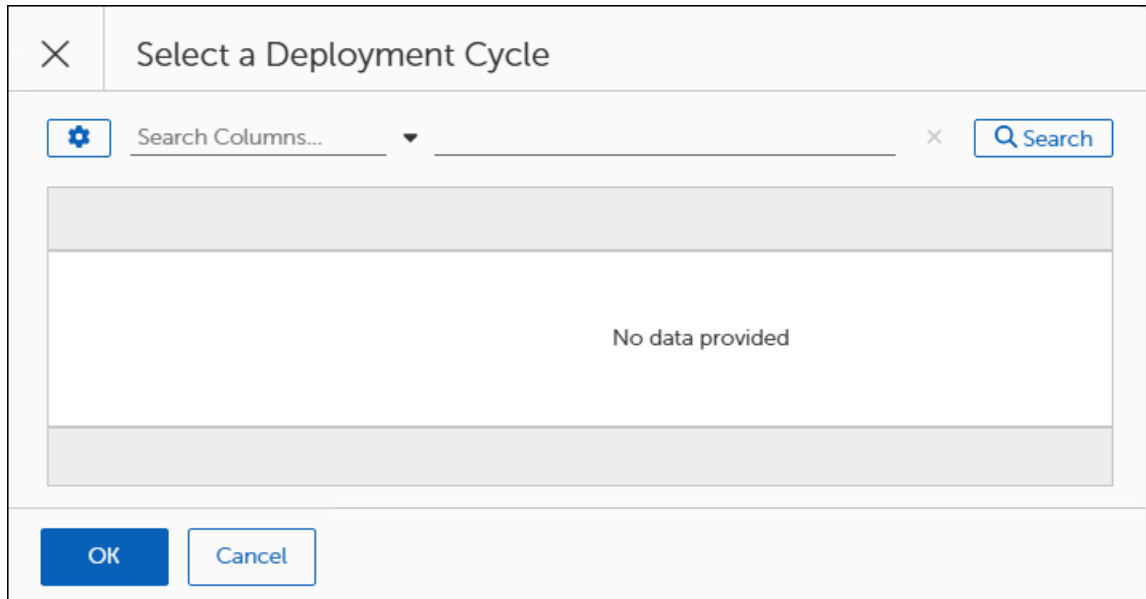 Select a Deployment Cycle
Search Columns...
Search
No data provided
OK
Cancel